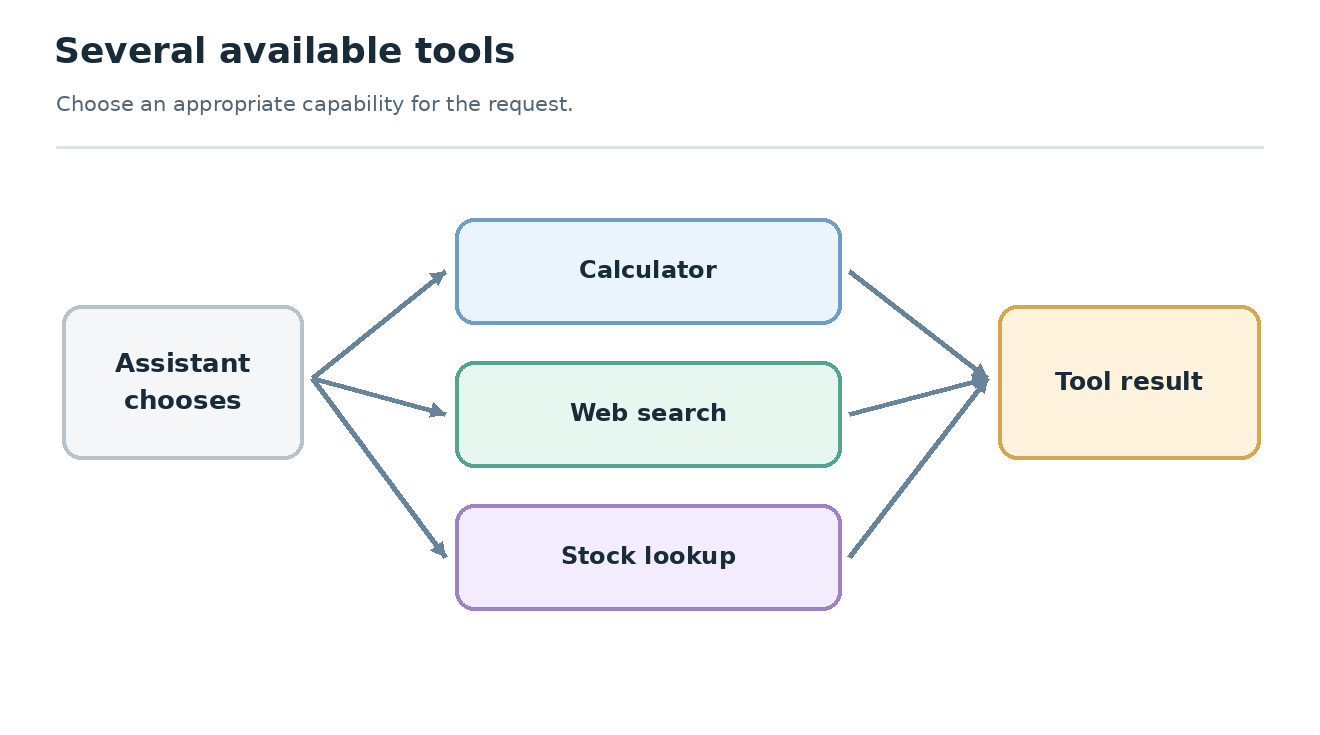 Several available tools
Choose an appropriate capability for the request.
Calculator
Assistant
chooses
Web search
Tool result
Stock lookup